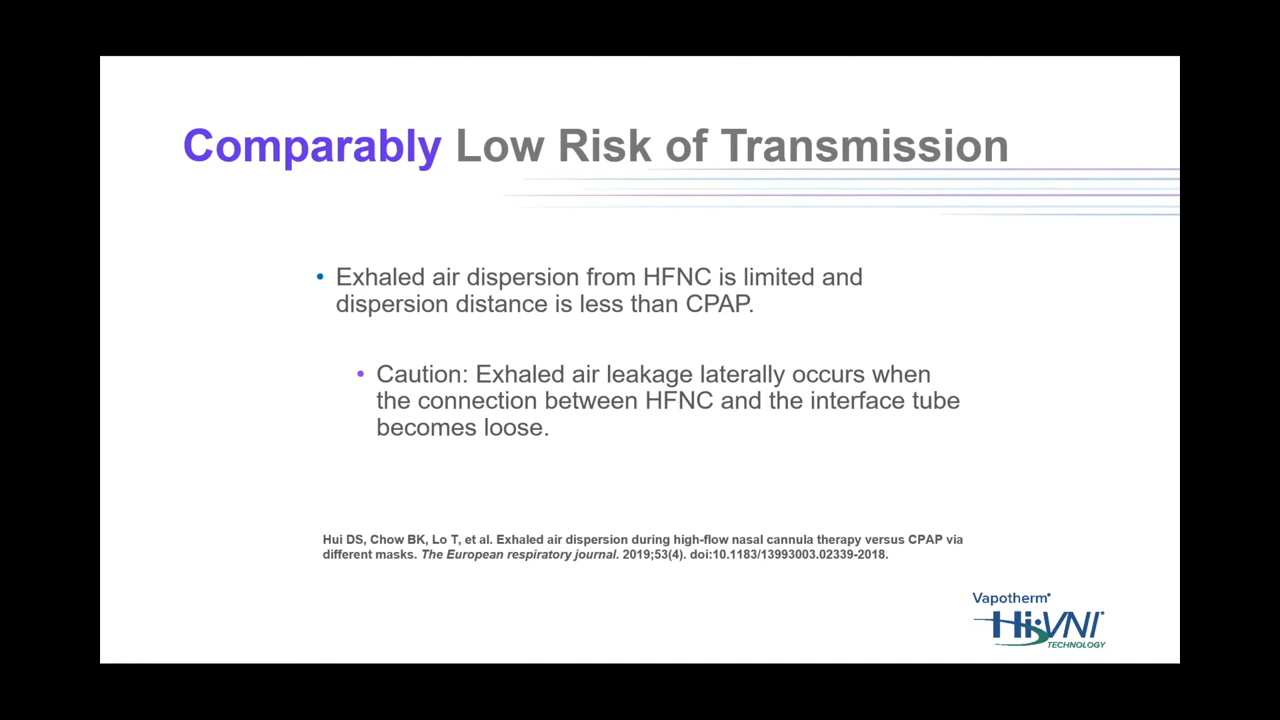 Comparably Low Risk of Transmission
• Exhaled air dispersion from HFNC is limited and
dispersion distance is less than CPAP.
• Caution: Exhaled air leakage laterally occurs when
the connection between HFNC and the interface tube
becomes loose.
Hui DS, Chow BK, Lo T, et al. Exhaled air dispersion during high-flow nasal cannula therapy versus CPAP via
different masks. The European respiratory journal. 2019;53(4). doi:10.1183/13993003.02339-2018.
Vapotherm®
Hi-VNI®
TECHNOLOGY